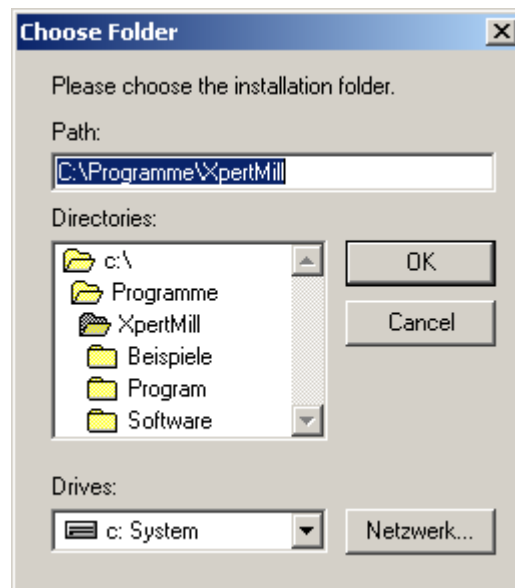 Choose Folder
Please choose the installation folder.
Path:
C:\Programme\XpertMill
Directories:
c:\
Programme
XpertMill
Beispiele
Program
Software
OK
Cancel
Drives:
c: System
Netzwerk...